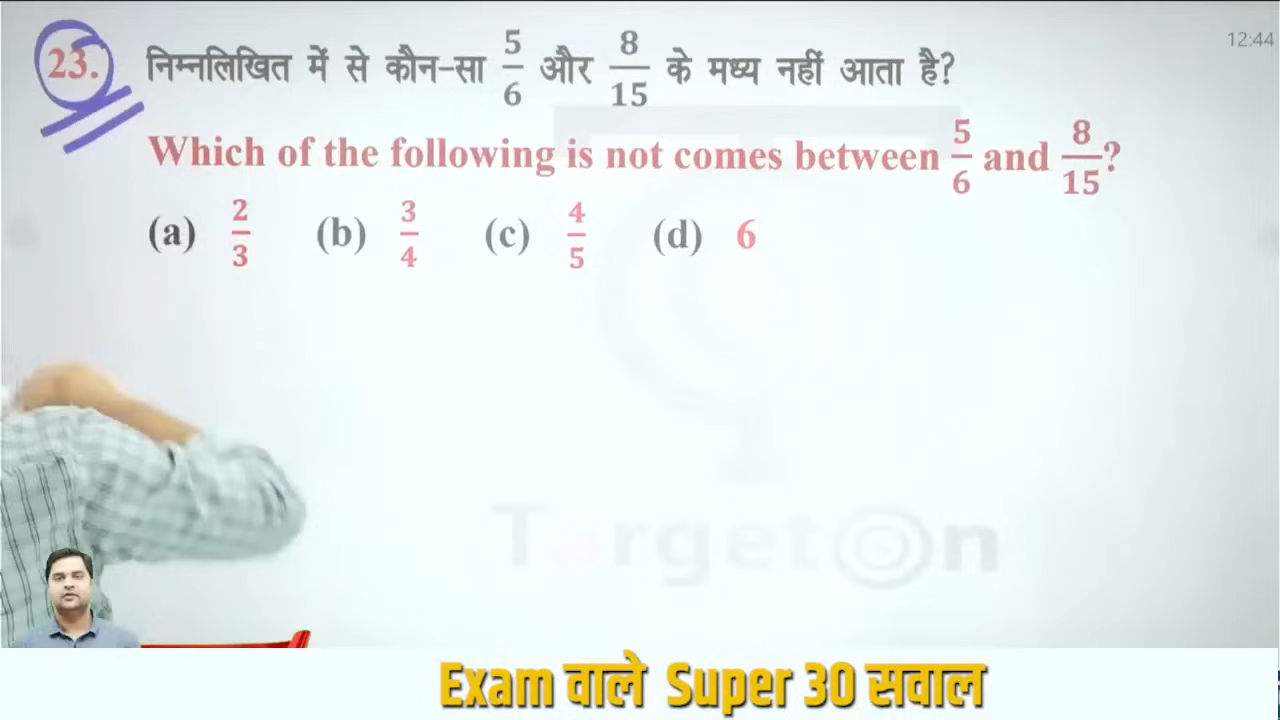 12:44
23. निम्नलिखित में से कौन-सा 5/6 और 8/15 के मध्य नहीं आता है?
Which of the following is not comes between 5/6 and 8/15?
(a) 2/3 (b) 3/4 (c) 4/5 (d) 6
TargetOn
Exam वाले Super 30 सवाल